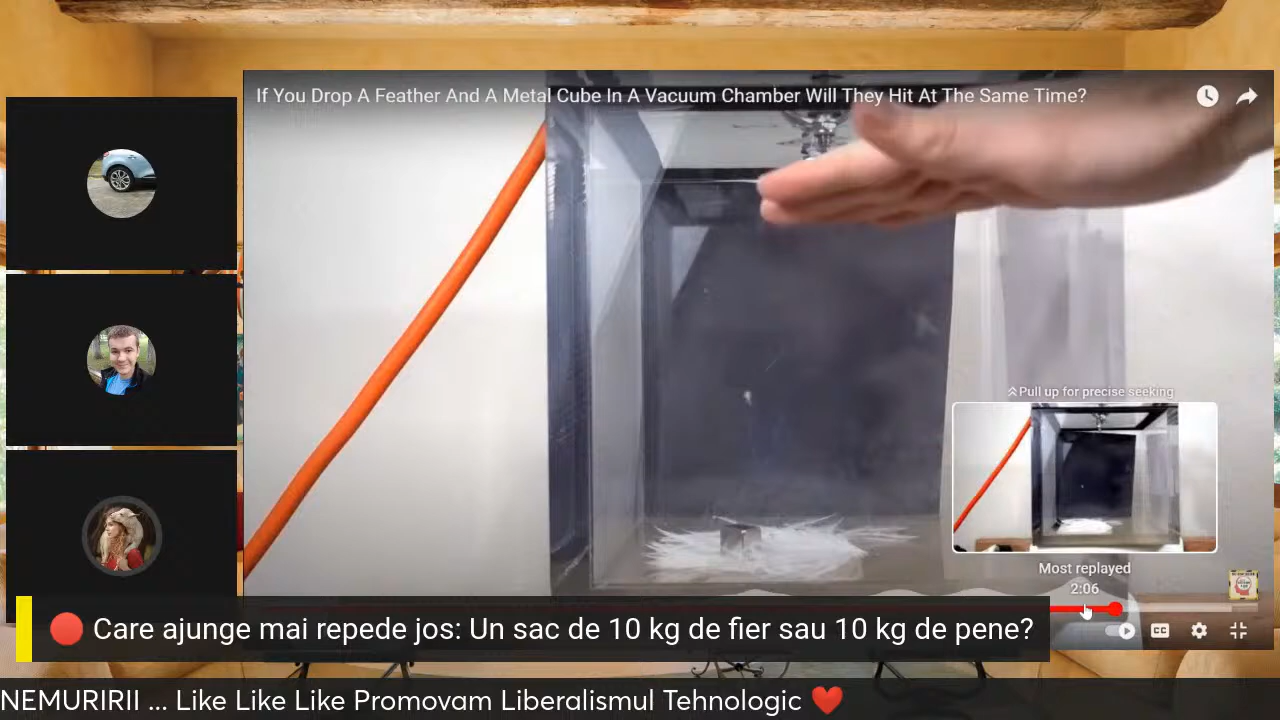 If You Drop A Feather And A Metal Cube In A Vacuum Chamber Will They Hit At The Same Time?
Pull up for precise seeking
Most replayed
2:06
CC
🔴 Care ajunge mai repede jos: Un sac de 10 kg de fier sau 10 kg de pene?
NEMURIRII ... Like Like Like Promovam Liberalismul Tehnologic ❤️